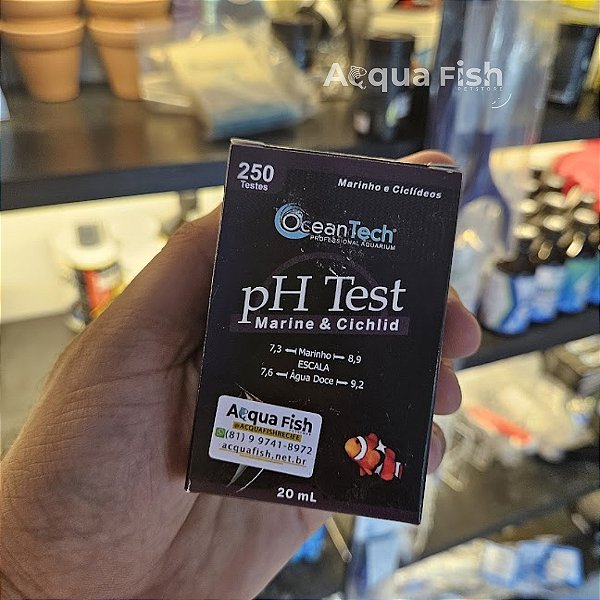 Acqua Fish
PETSTORE
250
Testes
Marinho e Ciclídeos
OceanTech®
PROFESSIONAL AQUARIUM
pH Test
Marine & Cichlid
7,3 Marinho 8,9
ESCALA
7,6 Água Doce 9,2
Acqua Fish
@ACQUAFISHRECIFE
(81) 9 9741-8972
acquafish.net.br
20 mL